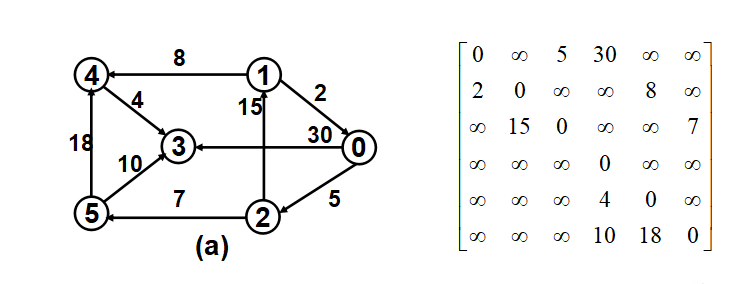 8
4
1
4
15
2
18
3
30
0
10
5
7
5
2
(a)
0 ∞ 5 30 ∞ ∞
2 0 ∞ ∞ 8 ∞
∞ 15 0 ∞ ∞ 7
∞ ∞ ∞ 0 ∞ ∞
∞ ∞ ∞ 4 0 ∞
∞ ∞ ∞ 10 18 0